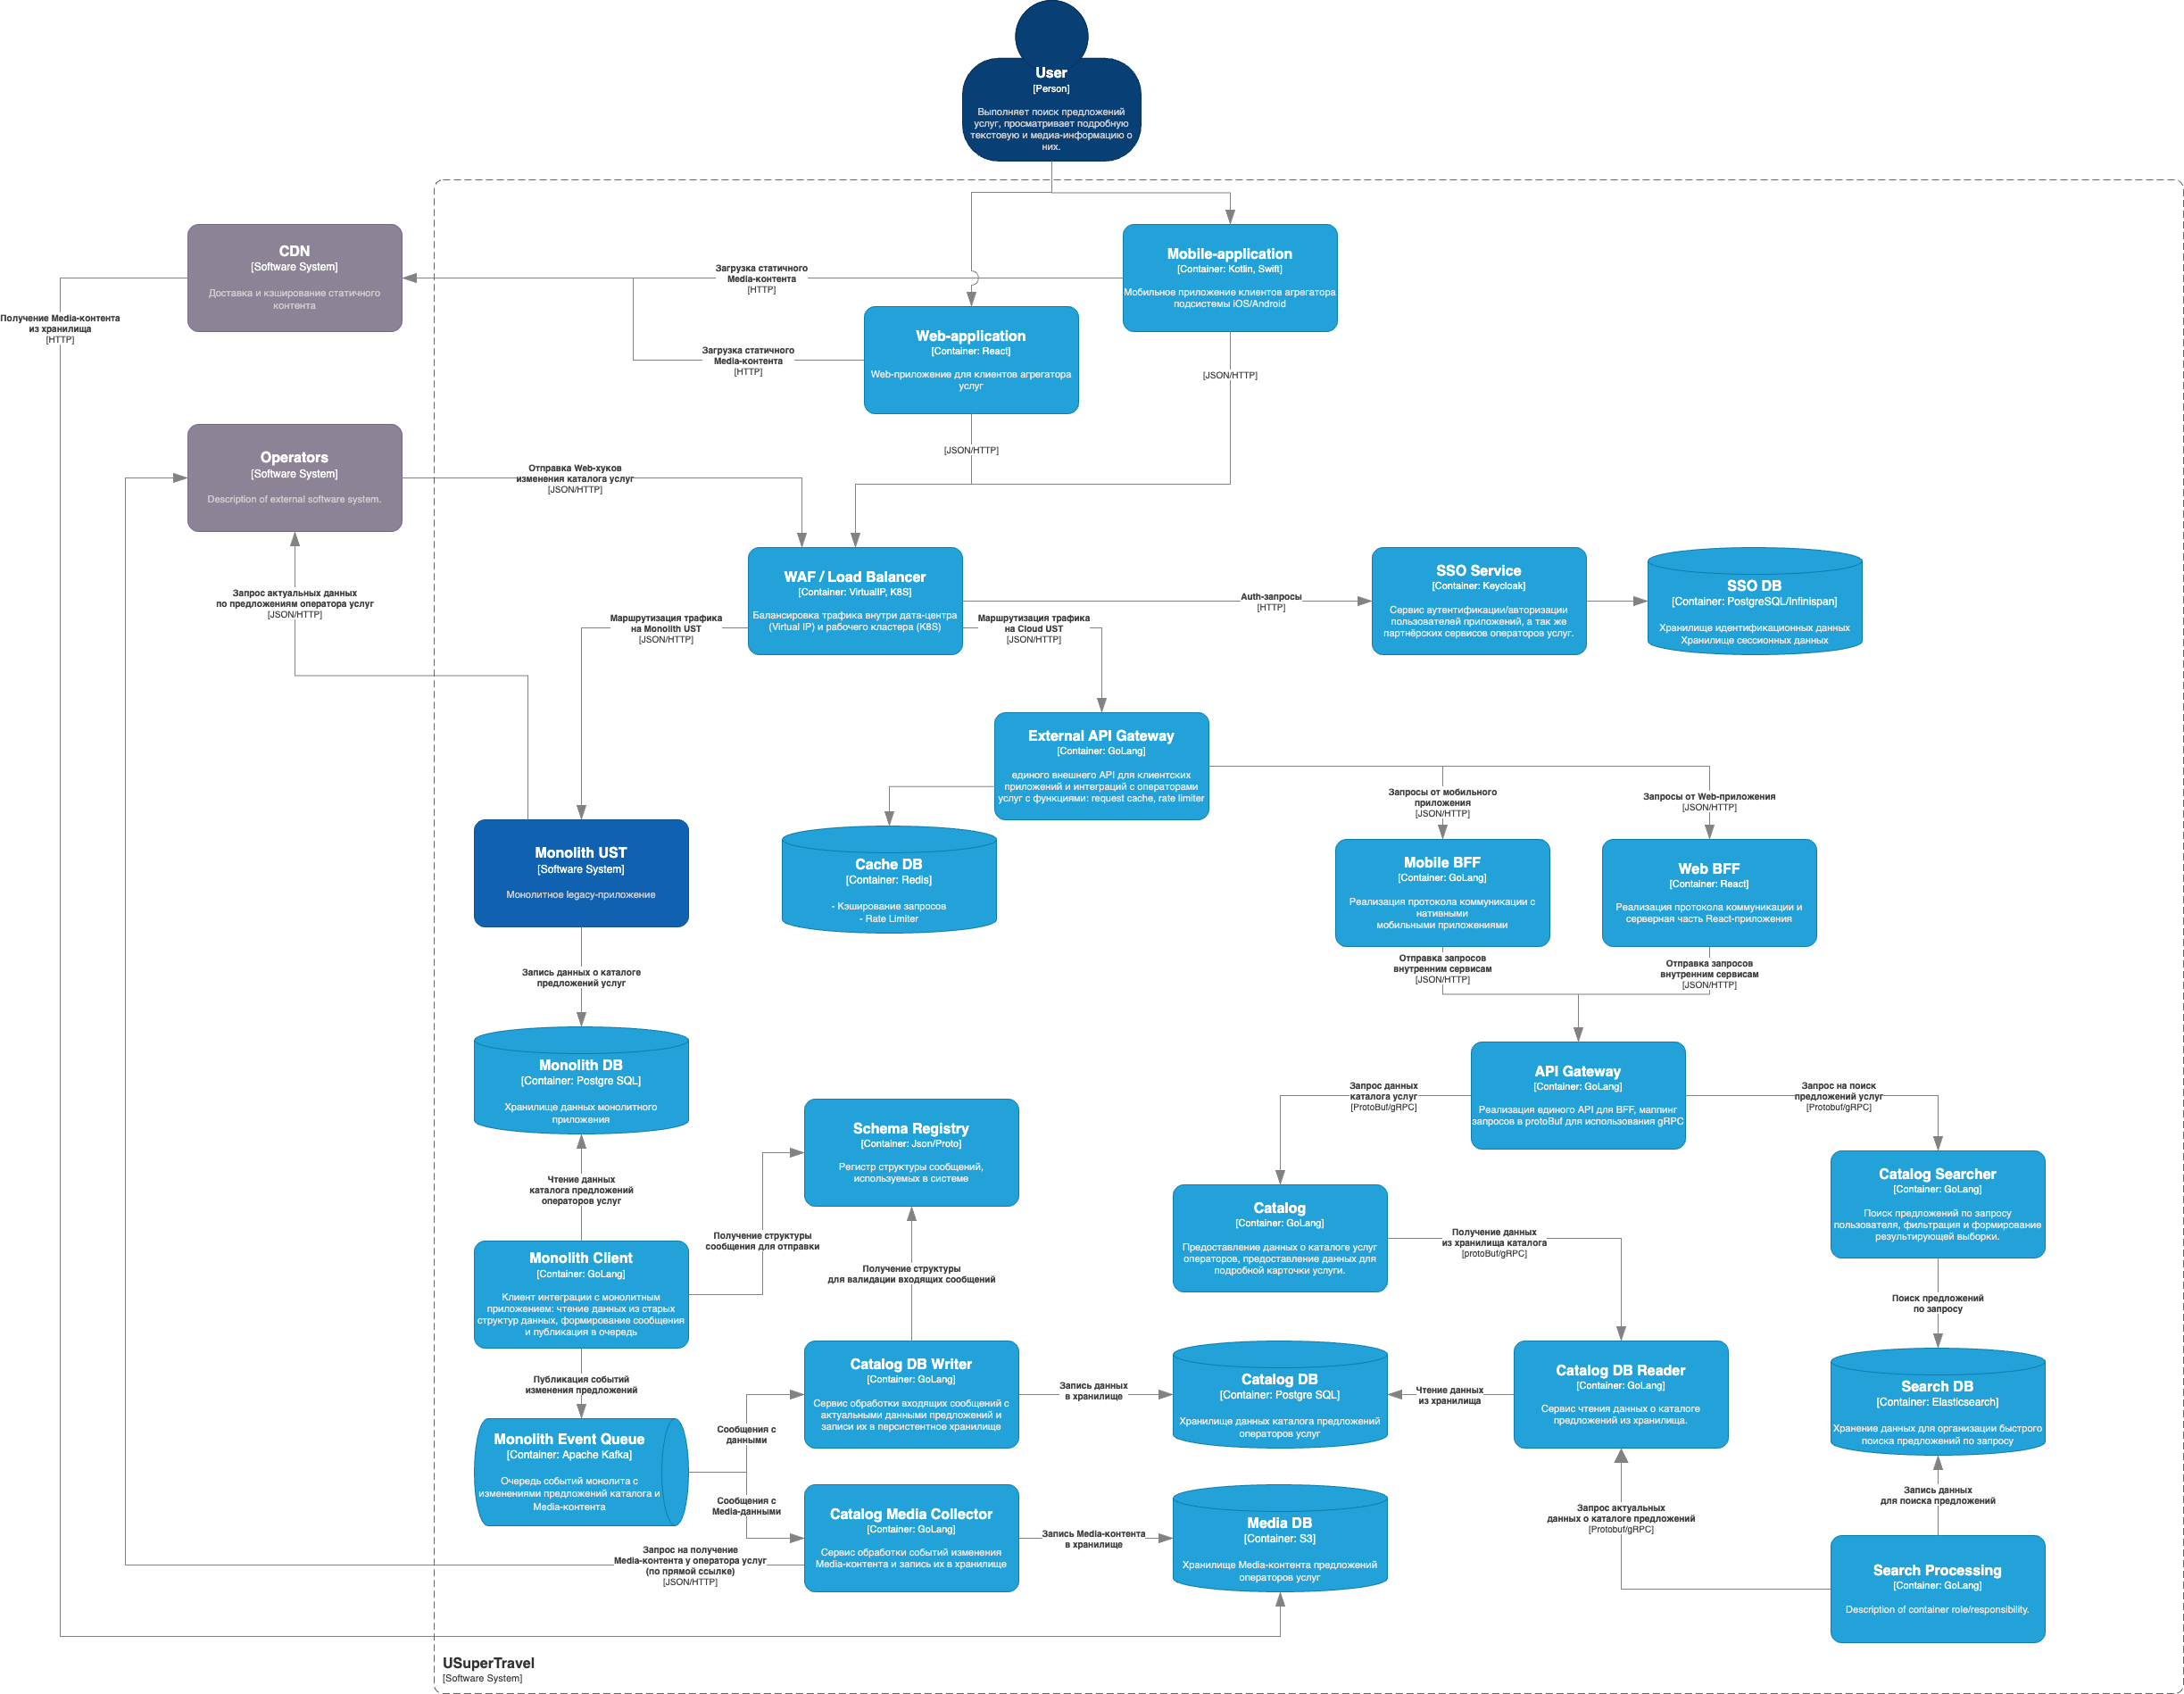 User
[Person]
Выполняет поиск предложений
услуг, просматривает подробную
текстовую и медиа-информацию о
них.
CDN
[Software System]
Доставка и кэширование статичного
контента
Загрузка статичного
Media-контента
[HTTP]
Mobile-application
[Container: Kotlin, Swift]
Мобильное приложение клиентов агрегатора
подсистемы iOS/Android
Получение Media-контента
из хранилища
[HTTP]
Загрузка статичного
Media-контента
[HTTP]
Web-application
[Container: React]
Web-приложение для клиентов агрегатора
услуг
[JSON/HTTP]
[JSON/HTTP]
Operators
[Software System]
Description of external software system.
Отправка Web-хуков
изменения каталога услуг
[JSON/HTTP]
Запрос актуальных данных
по предложениям оператора услуг
[JSON/HTTP]
WAF / Load Balancer
[Container: VirtualIP, K8S]
Балансировка трафика внутри дата-центра
(Virtual IP) и рабочего кластера (K8S)
Auth-запросы
[HTTP]
SSO Service
[Container: Keycloak]
Сервис аутентификации/авторизации
пользователей приложений, а так же
партнёрских сервисов операторов услуг.
SSO DB
[Container: PostgreSQL/Infinispan]
Хранилище идентификационных данных
Хранилище сессионных данных
Маршрутизация трафика
на Monolith UST
[JSON/HTTP]
Маршрутизация трафика
на Cloud UST
[JSON/HTTP]
External API Gateway
[Container: GoLang]
единого внешнего API для клиентских
приложений и интеграций с операторами
услуг с функциями: request cache, rate limiter
Запросы от мобильного
приложения
[JSON/HTTP]
Запросы от Web-приложения
[JSON/HTTP]
Monolith UST
[Software System]
Монолитное legacy-приложение
Cache DB
[Container: Redis]
- Кэширование запросов
- Rate Limiter
Mobile BFF
[Container: GoLang]
Реализация протокола коммуникации с
нативными
мобильными приложениями
Web BFF
[Container: React]
Реализация протокола коммуникации и
серверная часть React-приложения
Отправка запросов
внутренним сервисам
[JSON/HTTP]
Отправка запросов
внутренним сервисам
[JSON/HTTP]
Запись данных о каталоге
предложений услуг
Monolith DB
[Container: Postgre SQL]
Хранилище данных монолитного
приложения
API Gateway
[Container: GoLang]
Реализация единого API для BFF, маппинг
запросов в protoBuf для использования gRPC
Запрос данных
каталога услуг
[ProtoBuf/gRPC]
Запрос на поиск
предложений услуг
[Protobuf/gRPC]
Schema Registry
[Container: Json/Proto]
Регистр структуры сообщений,
используемых в системе
Чтение данных
каталога предложений
операторов услуг
Catalog
[Container: GoLang]
Предоставление данных о каталоге услуг
операторов, предоставление данных для
подробной карточки услуги.
Catalog Searcher
[Container: GoLang]
Поиск предложений по запросу
пользователя, фильтрация и формирование
результирующей выборки.
Получение структуры
сообщения для отправки
Получение данных
из хранилища каталога
[protoBuf/gRPC]
Monolith Client
[Container: GoLang]
Клиент интеграции с монолитным
приложением: чтение данных из старых
структур данных, формирование сообщения
и публикация в очередь
Получение структуры
для валидации входящих сообщений
Поиск предложений
по запросу
Публикация событий
изменения предложений
Catalog DB Writer
[Container: GoLang]
Сервис обработки входящих сообщений с
актуальными данными предложений и
записи их в персистентное хранилище
Запись данных
в хранилище
Catalog DB
[Container: Postgre SQL]
Хранилище данных каталога предложений
операторов услуг
Чтение данных
из хранилища
Catalog DB Reader
[Container: GoLang]
Сервис чтения данных о каталоге
предложений из хранилища.
Search DB
[Container: Elasticsearch]
Хранение данных для организации быстрого
поиска предложений по запросу
Monolith Event Queue
[Container: Apache Kafka]
Очередь событий монолита с
изменениями предложений каталога и
Media-контента
Сообщения с
данными
Сообщения с
Media-данными
Catalog Media Collector
[Container: GoLang]
Сервис обработки событий изменения
Media-контента и запись их в хранилище
Запись Media-контента
в хранилище
Media DB
[Container: S3]
Хранилище Media-контента предложений
операторов услуг
Запрос актуальных
данных о каталоге предложений
[Protobuf/gRPC]
Запись данных
для поиска предложений
Запрос на получение
Media-контента у оператора услуг
(по прямой ссылке)
[JSON/HTTP]
Search Processing
[Container: GoLang]
Description of container role/responsibility.
USuperTravel
[Software System]